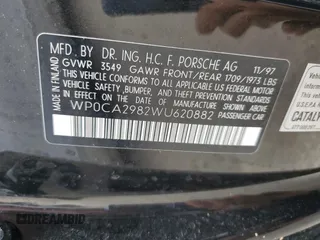 MFD. BY DR. ING. H.C. F. PORSCHE AG 11/97
GVWR 3549 GAWR FRONT/REAR 1709/1973 LBS
THIS VEHICLE CONFORMS TO ALL APPLICABLE FEDERAL
MOTOR VEHICLE SAFETY, BUMPER, AND THEFT PREVENTION
STANDARDS IN EFFECT ON THE DATE OF MANUFACTURE SHOWN ABOVE
WP0CA2982WU620882 PASSENGER CAR
MADE IN FINLAND
VEHICLE
CATALY
DREAMBID